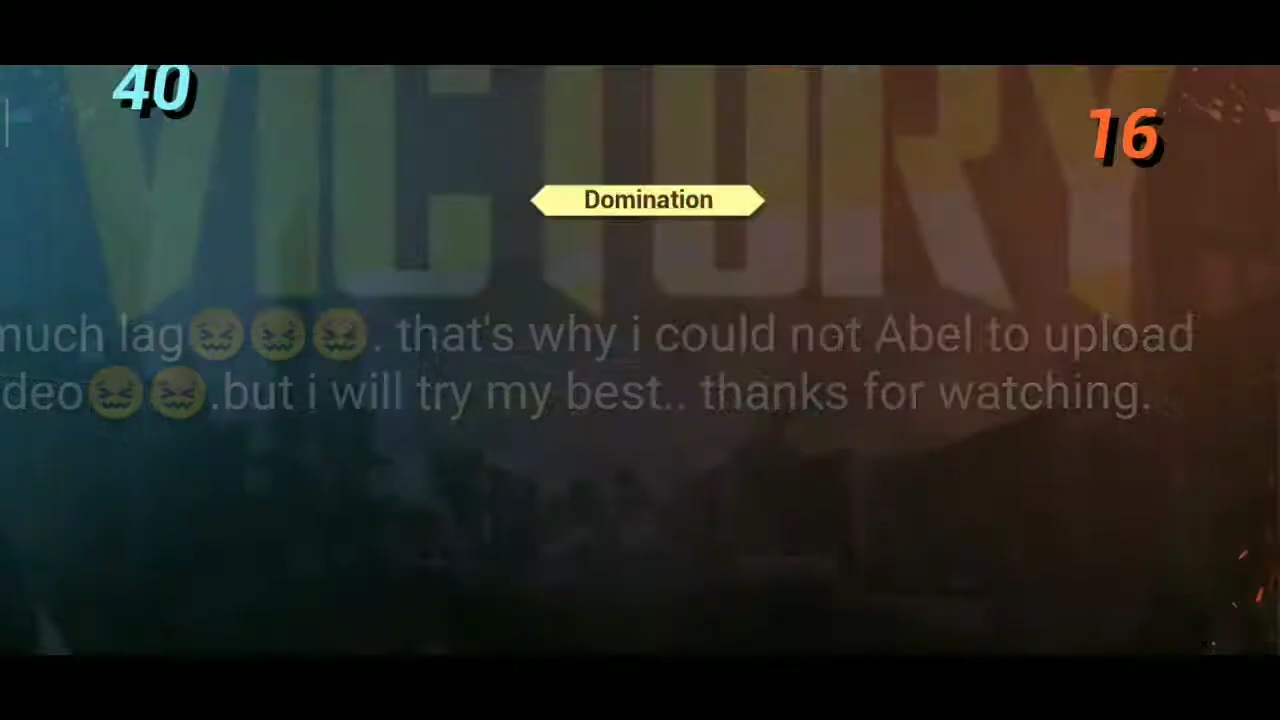 40
VICTORY
16
Domination
much lag😖😖😖. that's why i could not Abel to upload
deo😖😖.but i will try my best.. thanks for watching.